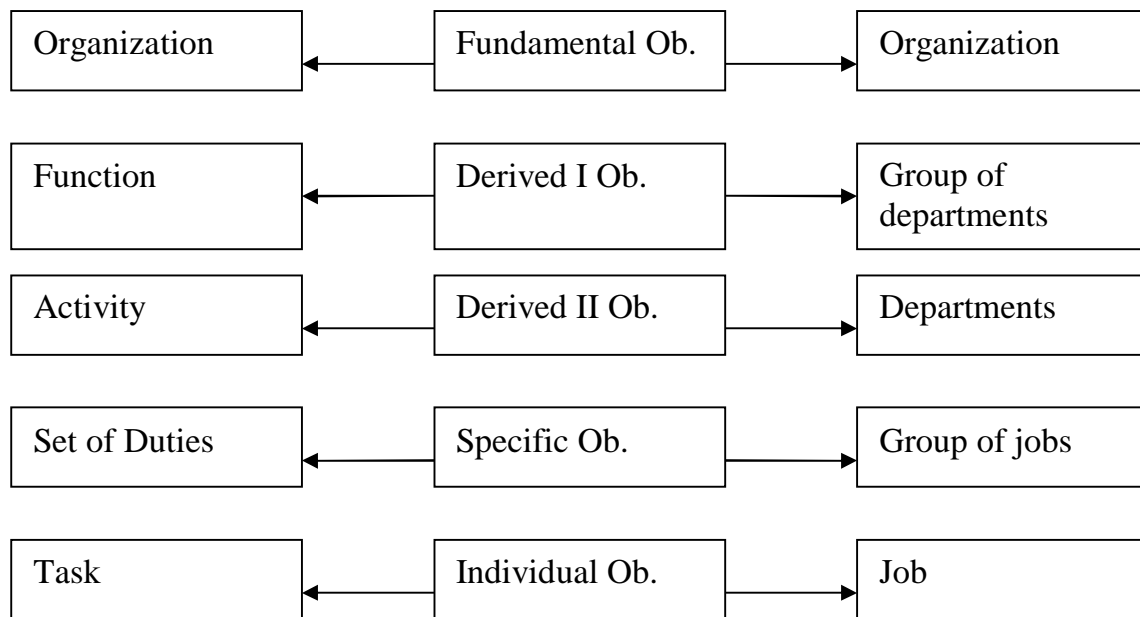 Organization
Fundamental Ob.
Organization
Function
Derived I Ob.
Group of
departments
Activity
Derived II Ob.
Departments
Set of Duties
Specific Ob.
Group of jobs
Task
Individual Ob.
Job